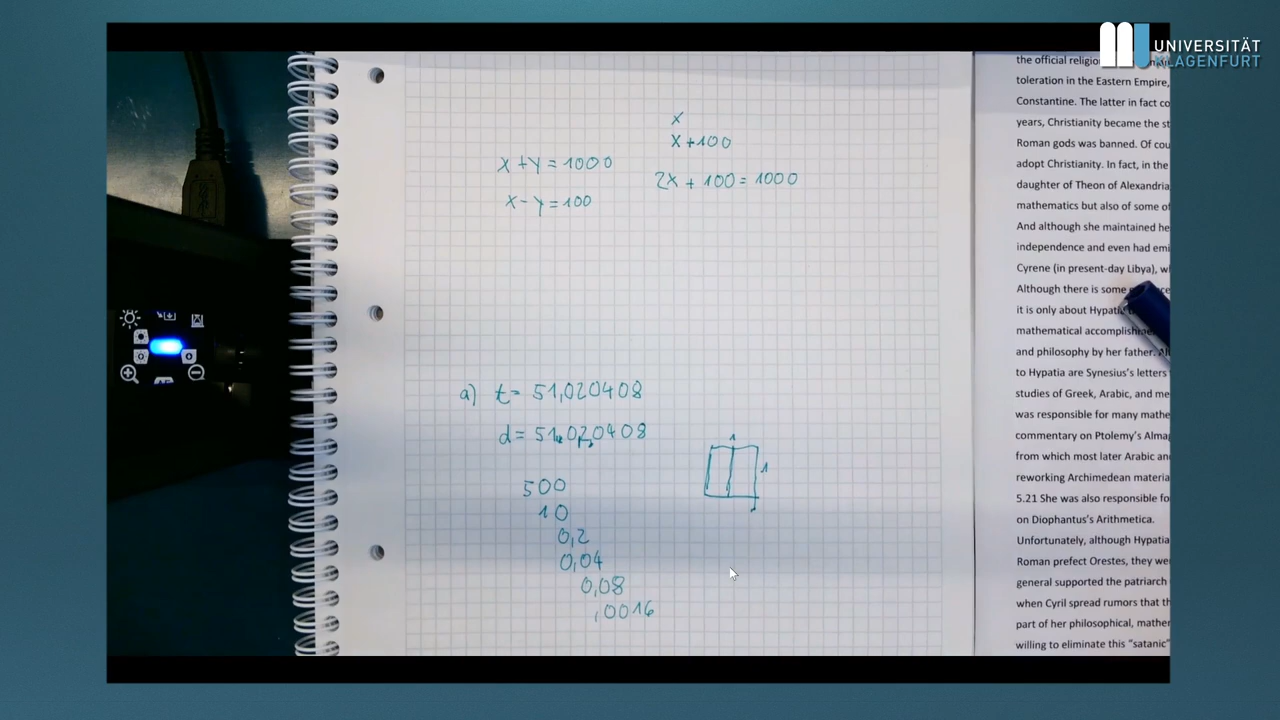 UNIVERSITÄT
KLAGENFURT
x
x + 100
x + y = 1000
2x + 100 = 1000
x - y = 100
a) t = 51,020408
d = 51,020408
1
1
500
10
0,2
0,04
0,08
,0016
the official religio
toleration in the Eastern Empire,
Constantine. The latter in fact co
years, Christianity became the st
Roman gods was banned. Of cou
adopt Christianity. In fact, in the
daughter of Theon of Alexandria
mathematics but also of some of
And although she maintained he
independence and even had emi
Cyrene (in present-day Libya), w
Although there is some
it is only about Hypati
mathematical accomplishm
and philosophy by her father. Al
to Hypatia are Synesius's letters
studies of Greek, Arabic, and me
was responsible for many mathe
commentary on Ptolemy's Alma
from which most later Arabic an
reworking Archimedean materia
5.21 She was also responsible fo
on Diophantus's Arithmetica.
Unfortunately, although Hypatia
Roman prefect Orestes, they we
general supported the patriarch
when Cyril spread rumors that th
part of her philosophical, mather
willing to eliminate this "satanic"